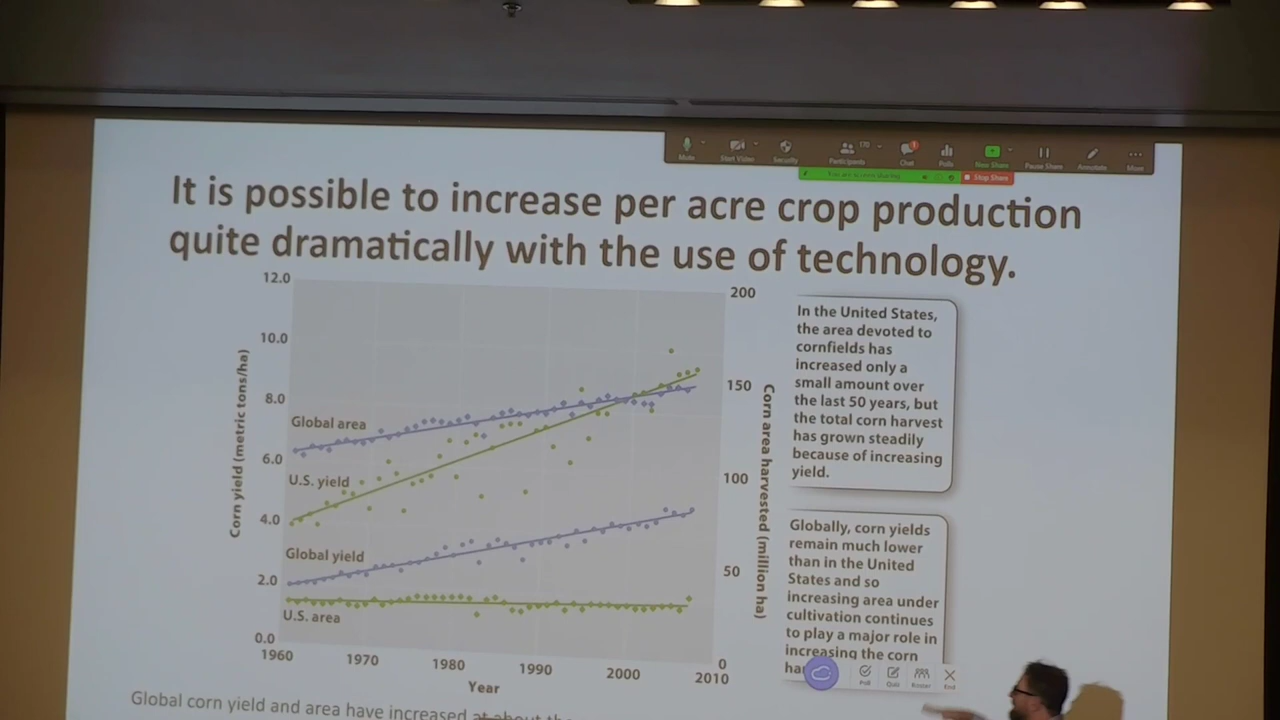 Mute
Start Video
Security
Participants
170
Chat
1
Polls
New Share
Pause Share
Annotate
More
Stop Share
It is possible to increase per acre crop production
quite dramatically with the use of technology.
12.0
10.0
8.0
6.0
4.0
2.0
0.0
Corn yield (metric tons/ha)
Global area
U.S. yield
Global yield
U.S. area
200
150
100
50
0
Corn area harvested (million ha)
1960
1970
1980
1990
2000
2010
Year
In the United States,
the area devoted to
cornfields has
increased only a
small amount over
the last 50 years, but
the total corn harvest
has grown steadily
because of increasing
yield.
Globally, corn yields
remain much lower
than in the United
States and so
increasing area under
cultivation continues
to play a major role in
increasing the corn
Poll
Quiz
Roster
End
Global corn yield and area have increased at about the